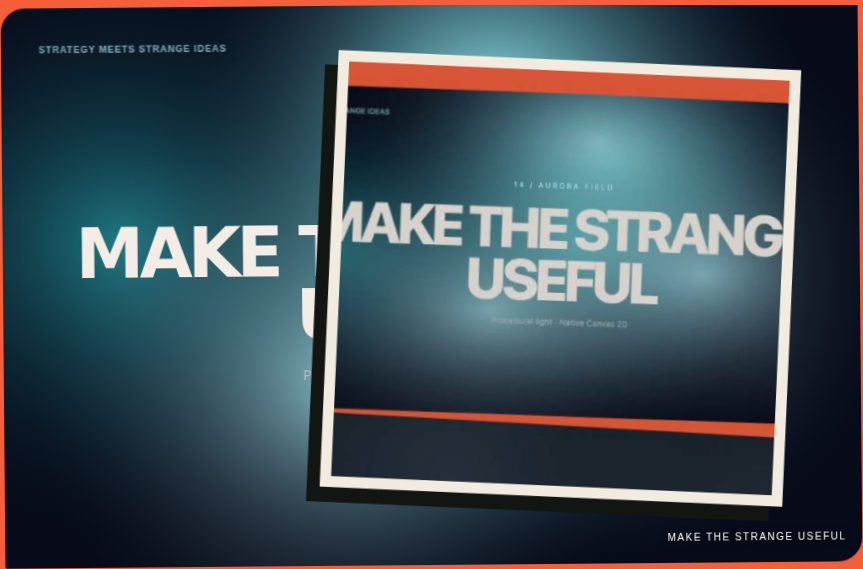 STRATEGY MEETS STRANGE IDEAS
MAKE
ANGE IDEAS
14 / AURORA FIELD
MAKE THE STRANG
USEFUL
Procedural light · Native Canvas 2D
MAKE THE STRANGE USEFUL